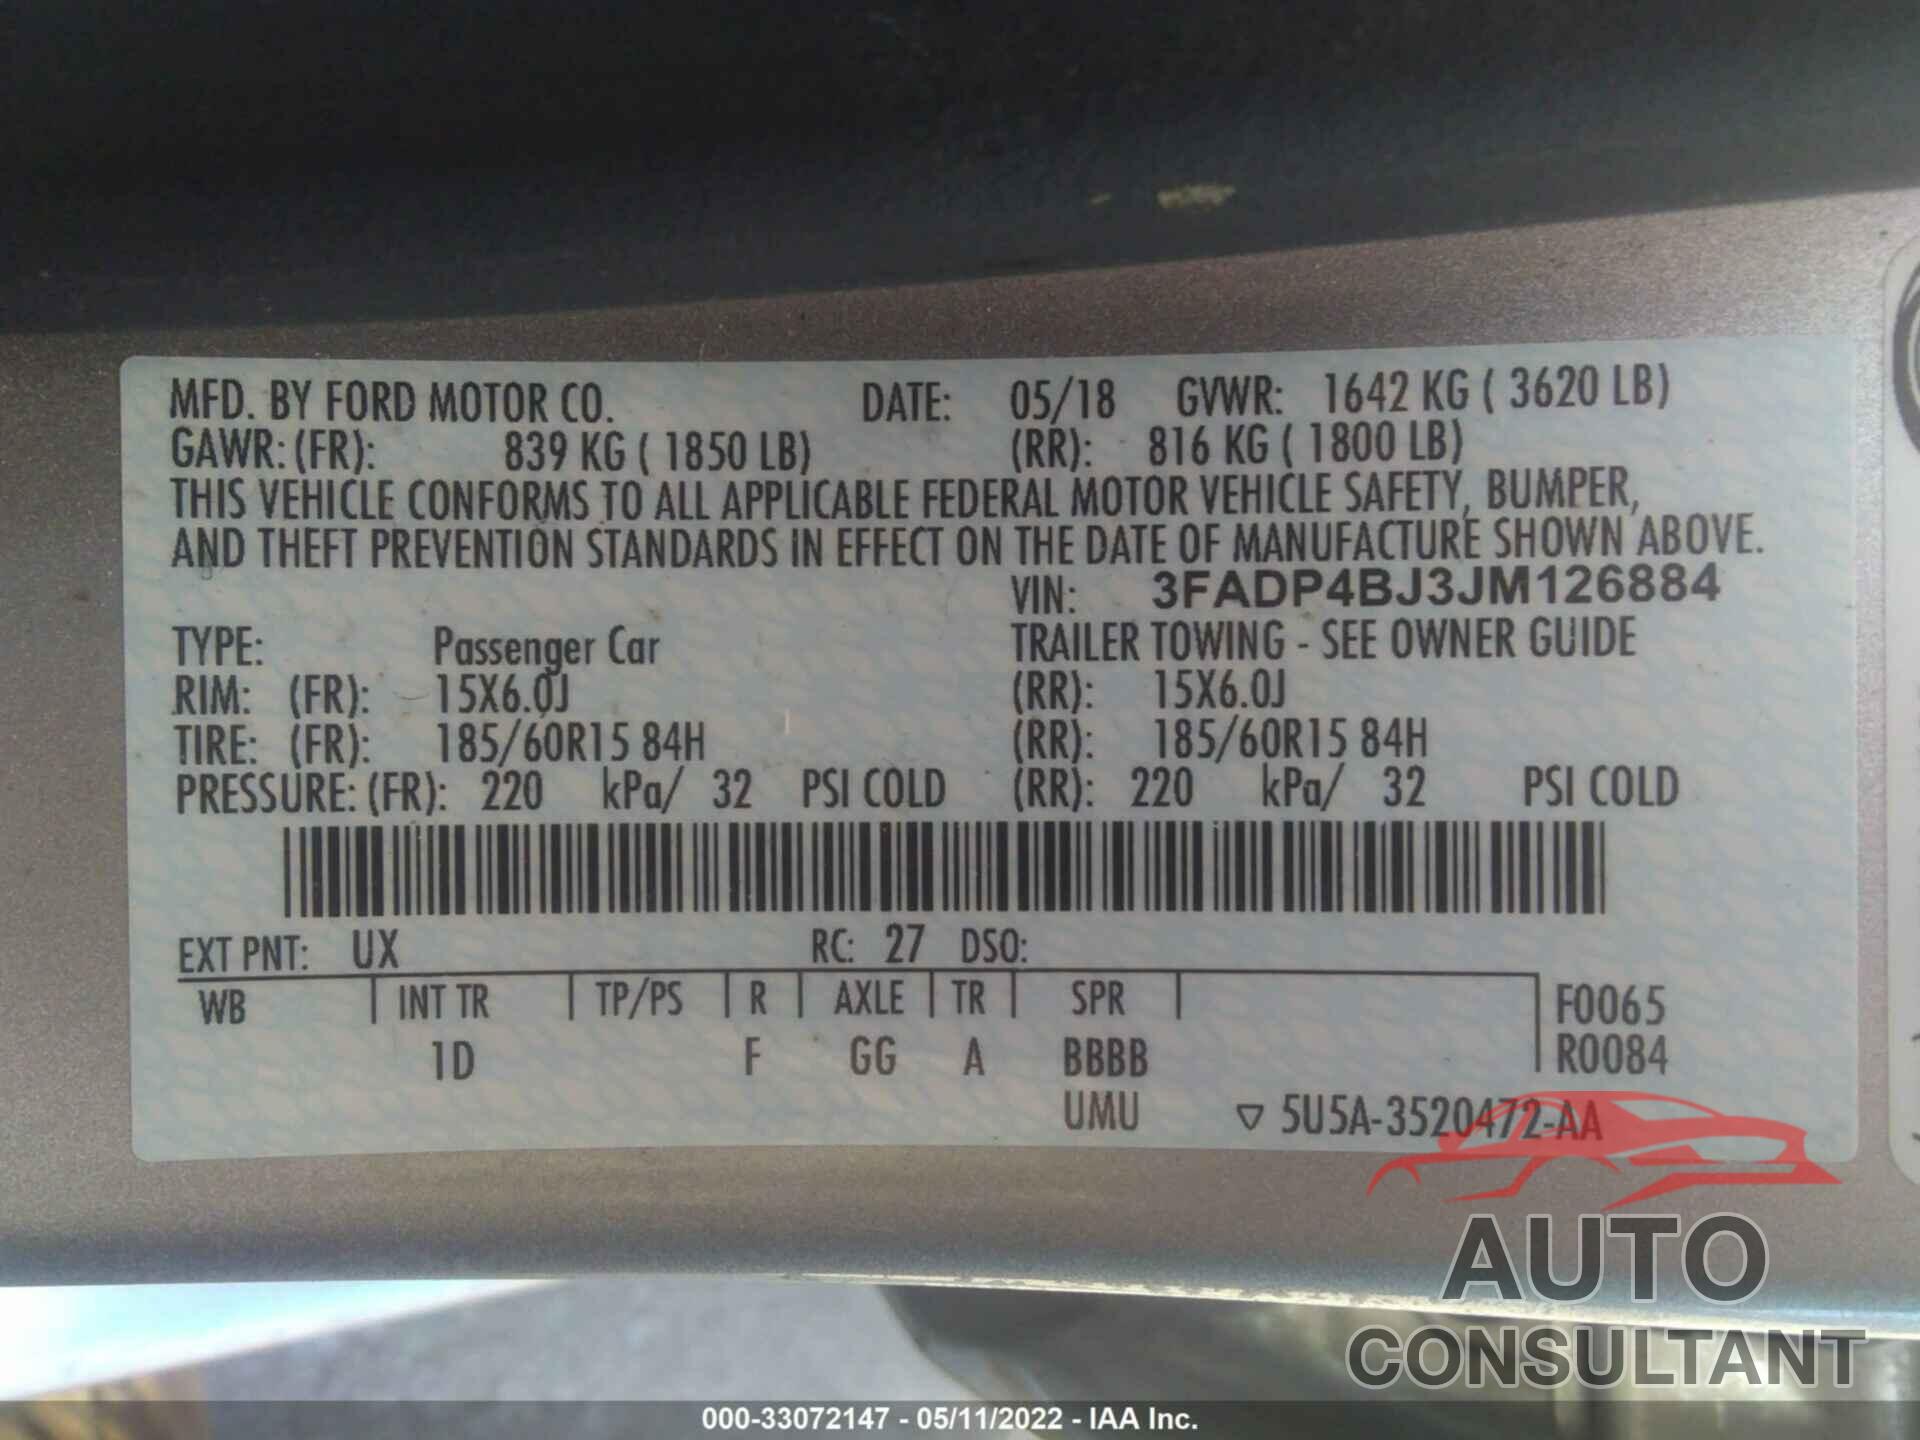 MFD. BY FORD MOTOR CO. DATE: 05/18 GVWR: 1642 KG ( 3620 LB)
GAWR: (FR): 839 KG ( 1850 LB) (RR): 816 KG ( 1800 LB)
THIS VEHICLE CONFORMS TO ALL APPLICABLE FEDERAL MOTOR VEHICLE SAFETY, BUMPER,
AND THEFT PREVENTION STANDARDS IN EFFECT ON THE DATE OF MANUFACTURE SHOWN ABOVE.
VIN: 3FADP4BJ3JM126884
TYPE: Passenger Car TRAILER TOWING - SEE OWNER GUIDE
RIM: (FR): 15X6.0J (RR): 15X6.0J
TIRE: (FR): 185/60R15 84H (RR): 185/60R15 84H
PRESSURE: (FR): 220 kPa/ 32 PSI COLD (RR): 220 kPa/ 32 PSI COLD
EXT PNT: UX RC: 27 DSO:
WB INT TR TP/PS R AXLE TR SPR F0065
1D F GG A BBBB R0084
UMU ▽ 5U5A-3520472-AA
AUTO
CONSULTANT
000-33072147 - 05/11/2022 - IAA Inc.